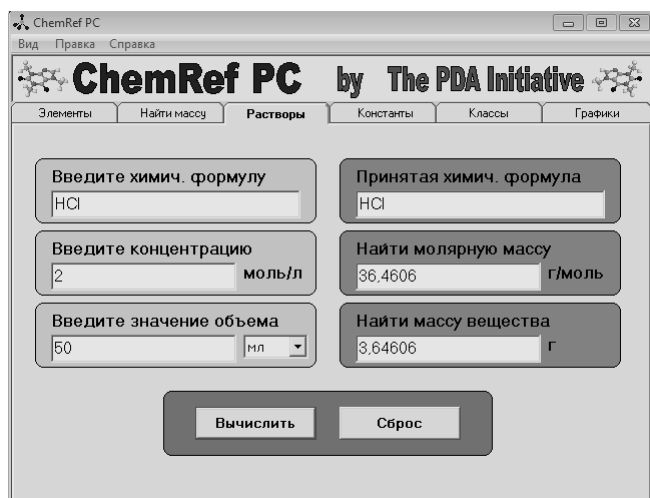 ChemRef PC
Вид Правка Справка
ChemRef PC by The PDA Initiative
Элементы Найти массу Растворы Константы Классы Графики
Введите химич. формулу
HCl
Принятая химич. формула
HCl
Введите концентрацию
2 моль/л
Найти молярную массу
36,4606 г/моль
Введите значение объема
50 мл
Найти массу вещества
3,64606 г
Вычислить Сброс